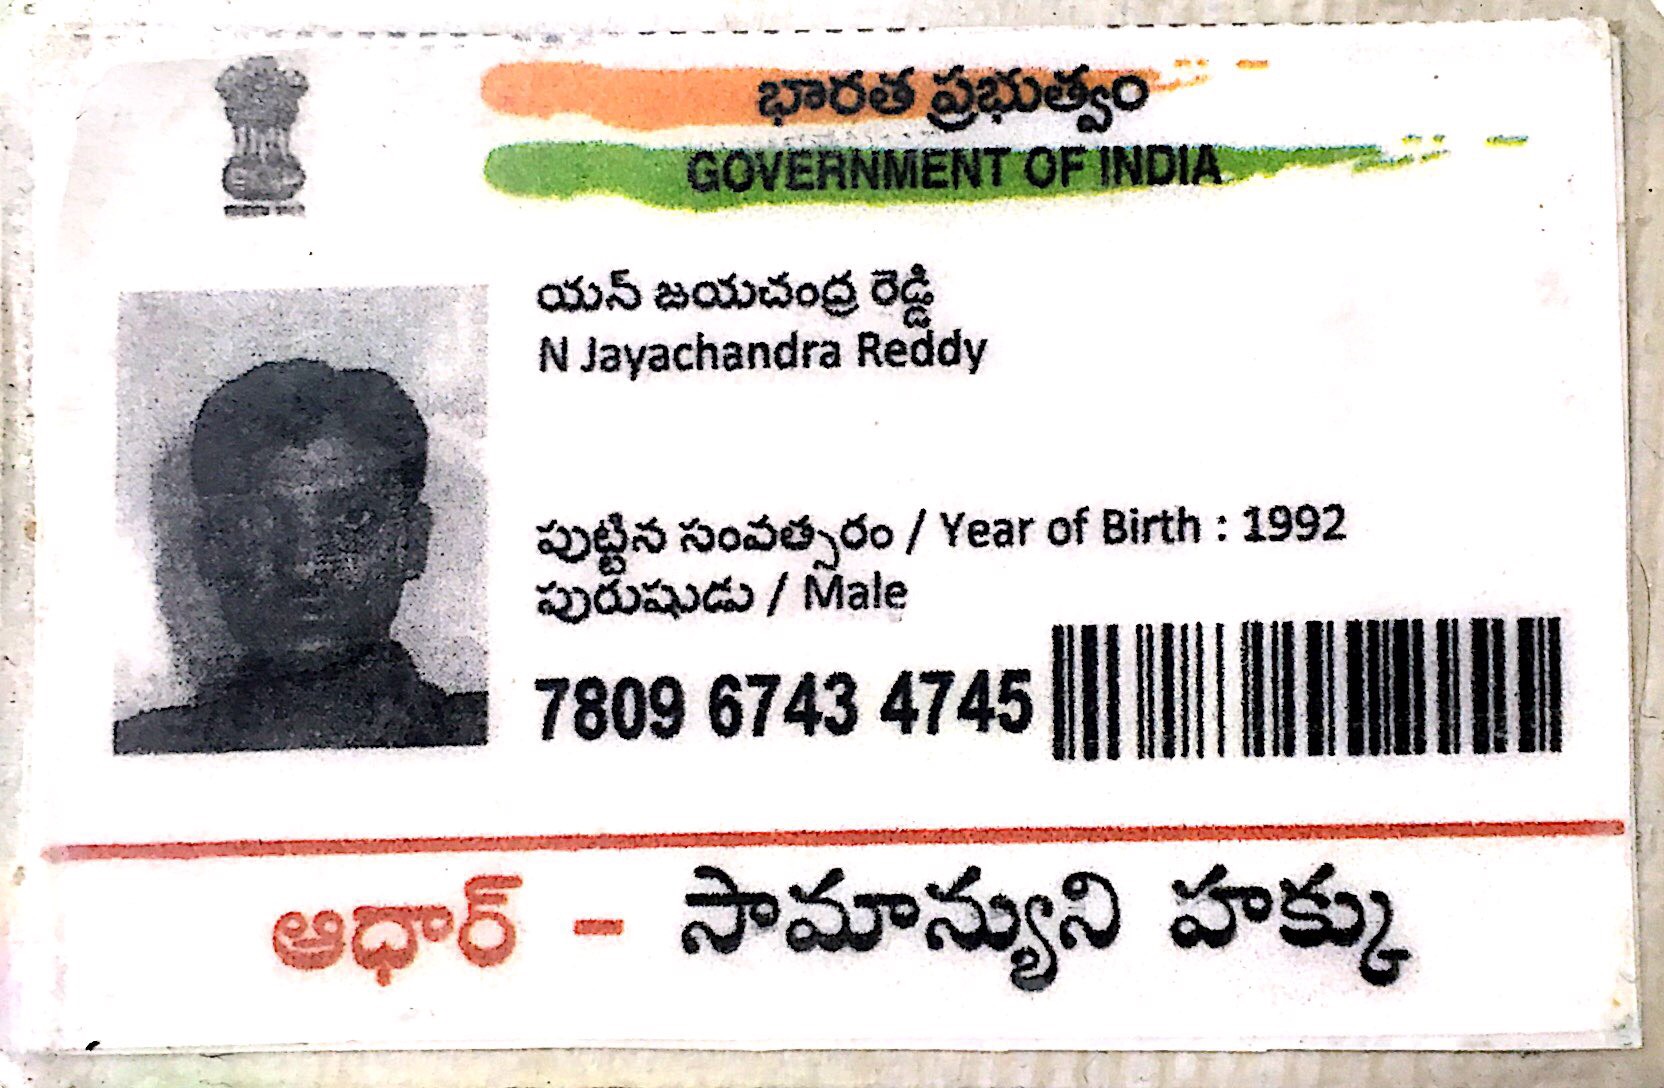 భారత ప్రభుత్వం
GOVERNMENT OF INDIA
యన్ జయచంద్ర రెడ్డి
N Jayachandra Reddy
పుట్టిన సంవత్సరం / Year of Birth : 1992
పురుషుడు / Male
7809 6743 4745
ఆధార్ - సామాన్యుని హక్కు